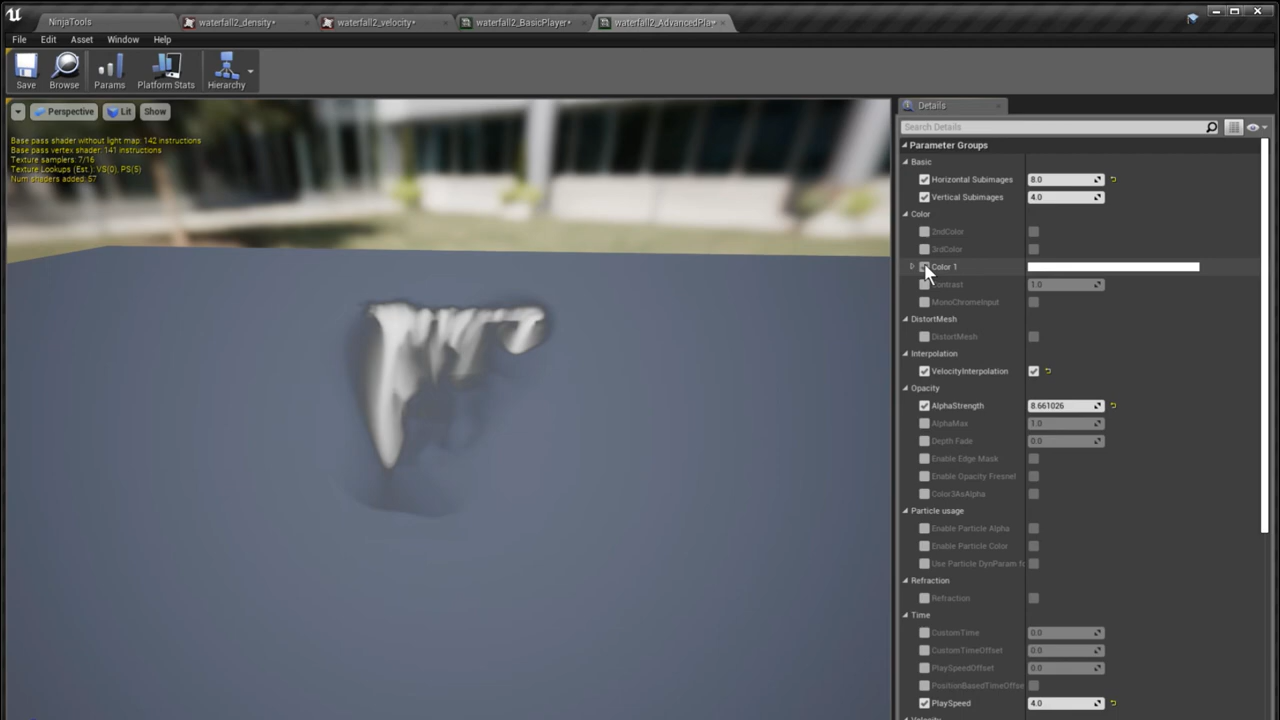 NinjaTools
waterfall2_density*
waterfall2_velocity*
waterfall2_BasicPlayer*
waterfall2_AdvancedPla
File Edit Asset Window Help
Save Browse Params Platform Stats Hierarchy
Perspective Lit Show
Base pass shader without light map: 142 instructions
Base pass vertex shader: 141 instructions
Texture samplers: 7/16
Texture Lookups (Est.): VS(0), PS(5)
Num shaders added: 57
Details
Search Details
Parameter Groups
Basic
Horizontal Subimages 8.0
Vertical Subimages 4.0
Color
2ndColor
3rdColor
Color 1
Contrast 1.0
MonoChromeInput
DistortMesh
DistortMesh
Interpolation
VelocityInterpolation
Opacity
AlphaStrength 8.661026
AlphaMax 1.0
Depth Fade 0.0
Enable Edge Mask
Enable Opacity Fresnel
Color3AsAlpha
Particle usage
Enable Particle Alpha
Enable Particle Color
Use Particle DynParam fo
Refraction
Refraction
Time
CustomTime 0.0
CustomTimeOffset 0.0
PlaySpeedOffset 0.0
PositionBasedTimeOffse
PlaySpeed 4.0
Velocity